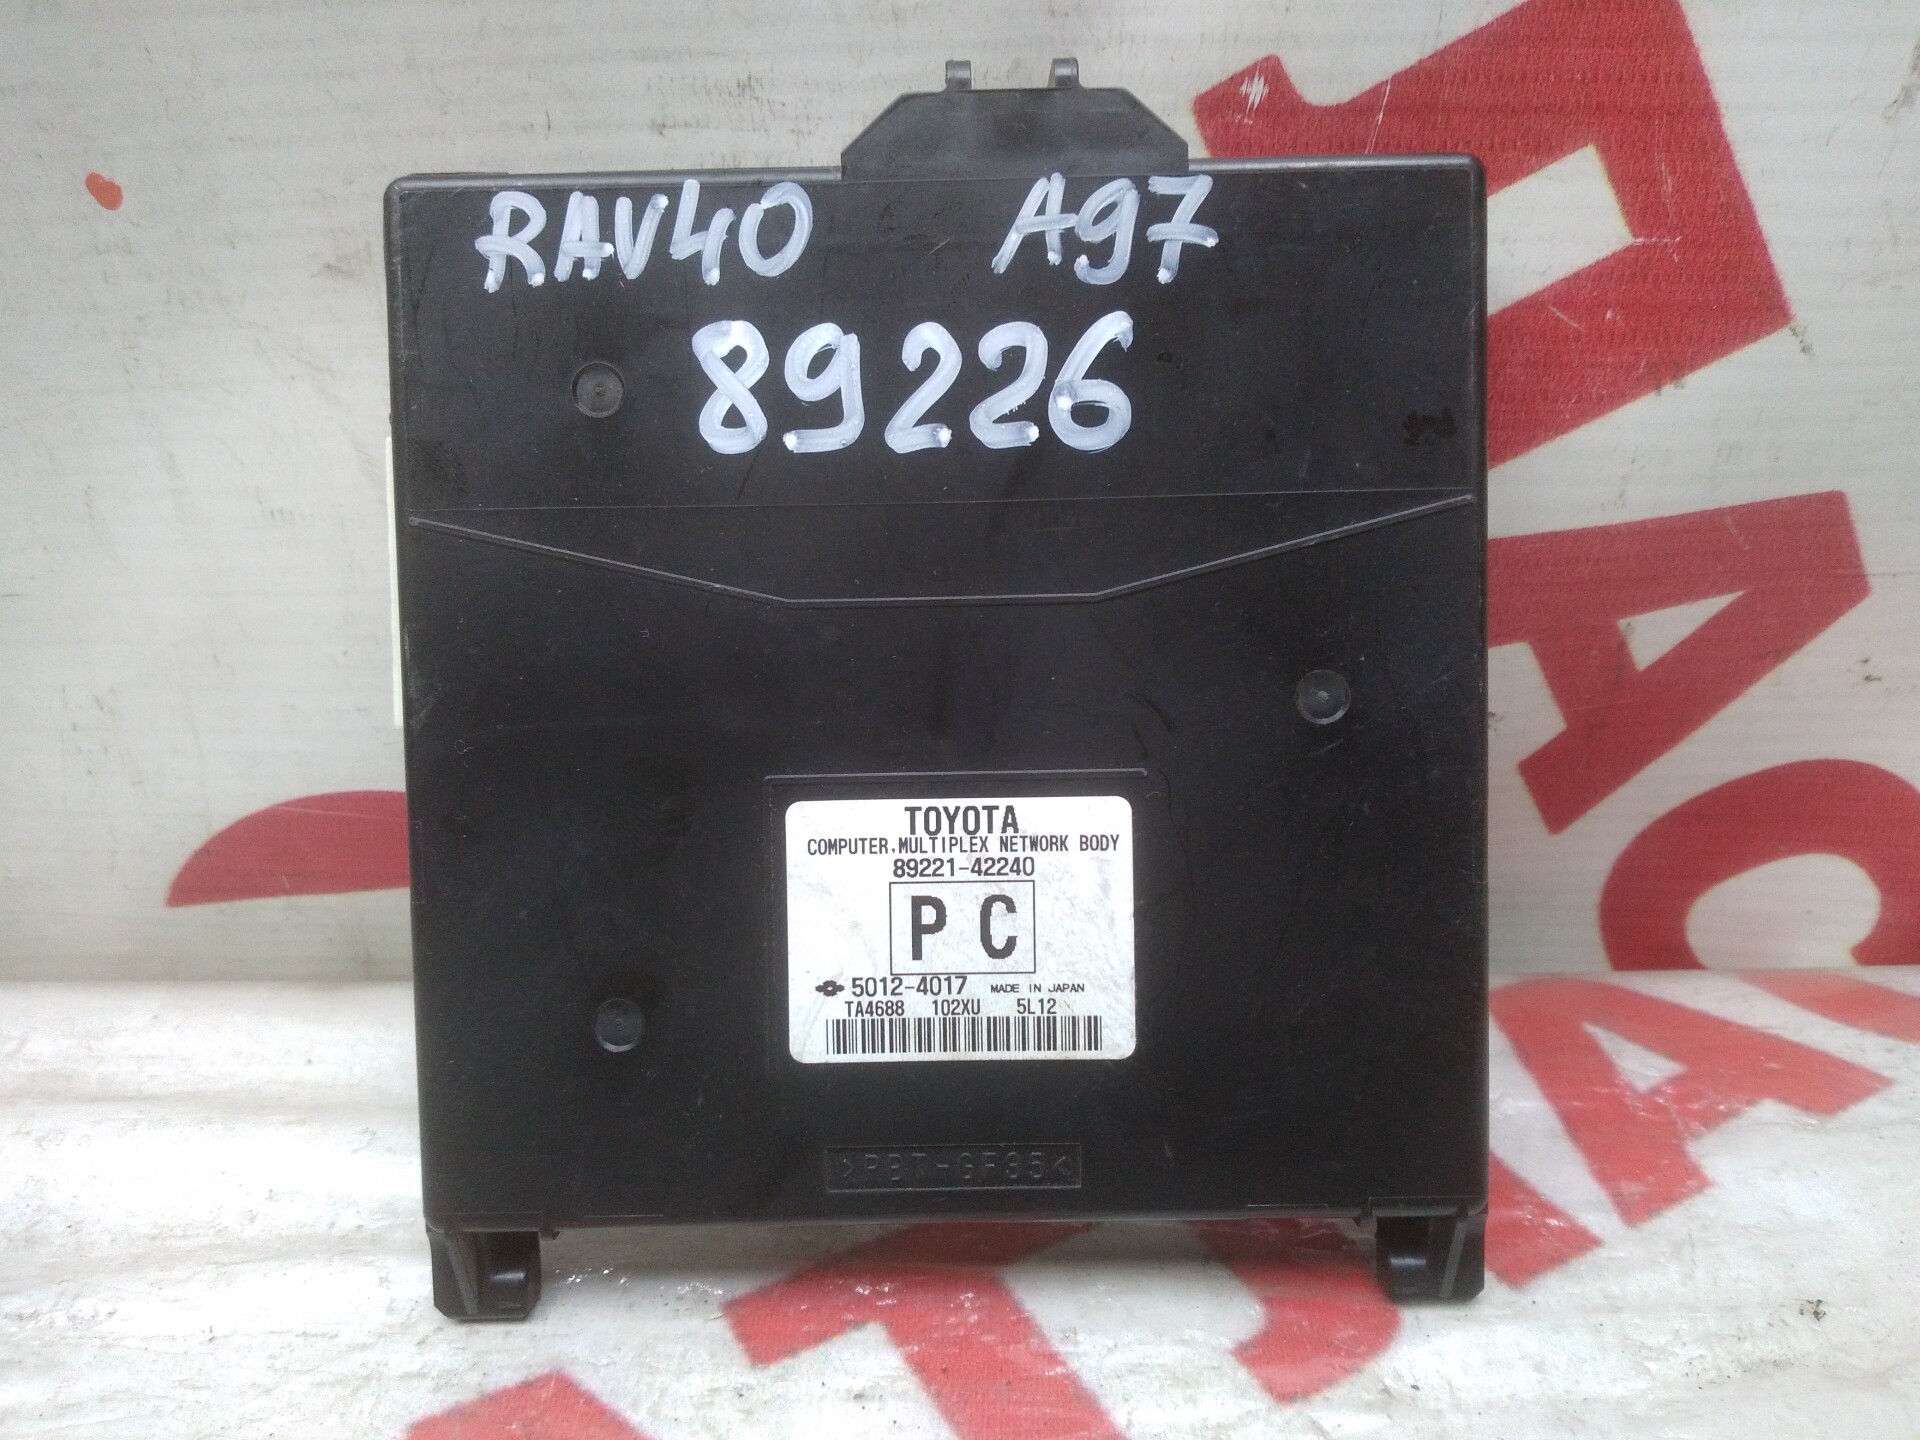 RAV40 A97
89226
TOYOTA
COMPUTER, MULTIPLEX NETWORK BODY
89221-42240
P C
5012-4017 MADE IN JAPAN
TA4688 102XU 5L12
>PBT-GF35<